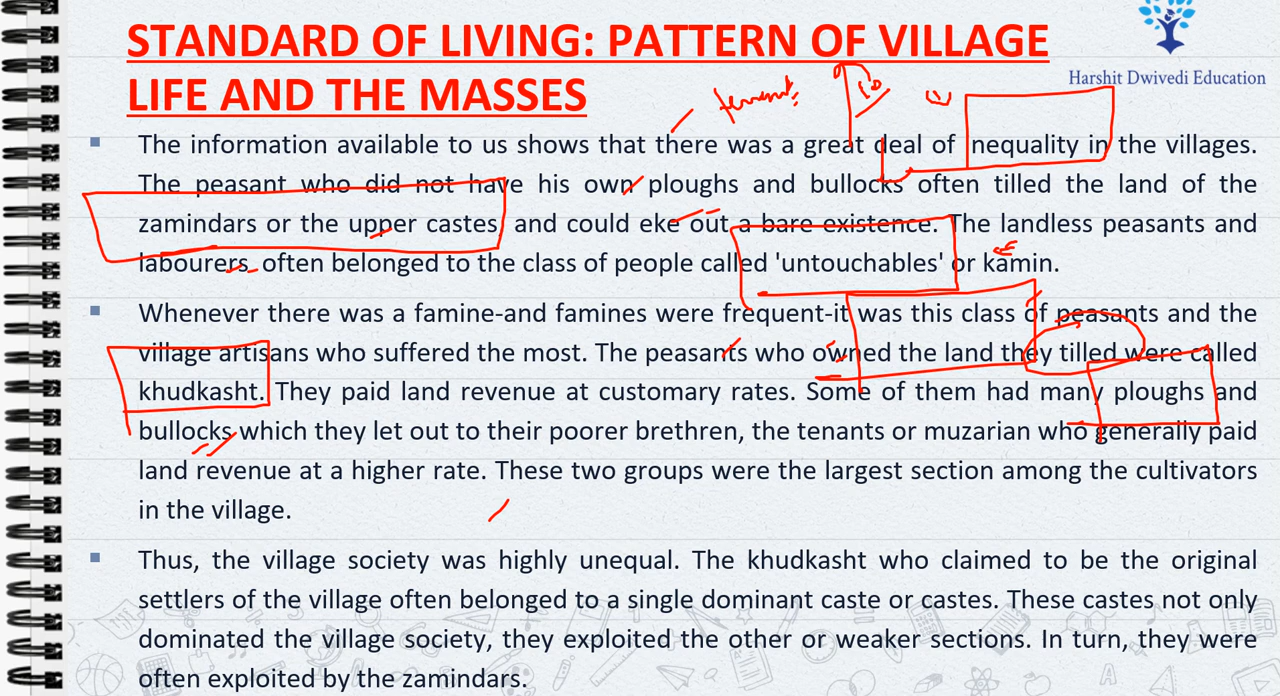 STANDARD OF LIVING: PATTERN OF VILLAGE
LIFE AND THE MASSES
Harshit Dwivedi Education
The information available to us shows that there was a great deal of inequality in the villages.
The peasant who did not have his own ploughs and bullocks often tilled the land of the
zamindars or the upper castes, and could eke out a bare existence. The landless peasants and
labourers, often belonged to the class of people called 'untouchables' or kamin.
Whenever there was a famine-and famines were frequent-it was this class of peasants and the
village artisans who suffered the most. The peasants who owned the land they tilled were called
khudkasht. They paid land revenue at customary rates. Some of them had many ploughs and
bullocks which they let out to their poorer brethren, the tenants or muzarian who generally paid
land revenue at a higher rate. These two groups were the largest section among the cultivators
in the village.
Thus, the village society was highly unequal. The khudkasht who claimed to be the original
settlers of the village often belonged to a single dominant caste or castes. These castes not only
dominated the village society, they exploited the other or weaker sections. In turn, they were
often exploited by the zamindars.